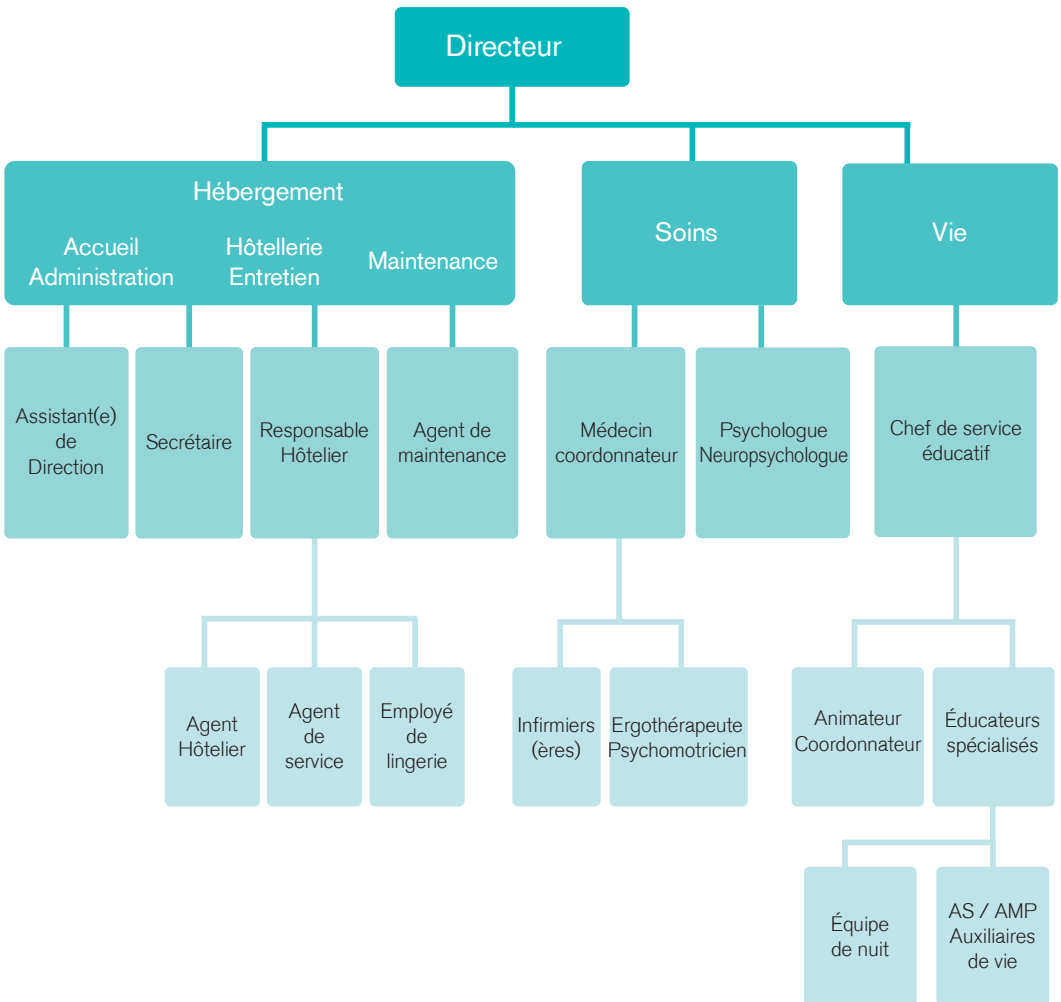 Directeur
Hébergement
Accueil
Administration
Hôtellerie
Entretien
Maintenance
Soins
Vie
Assistant(e)
de
Direction
Secrétaire
Responsable
Hôtelier
Agent de
maintenance
Médecin
coordonnateur
Psychologue
Neuropsychologue
Chef de service
éducatif
Agent
Hôtelier
Agent
de
service
Employé
de
lingerie
Infirmiers
(ères)
Ergothérapeute
Psychomotricien
Animateur
Coordonnateur
Éducateurs
spécialisés
Équipe
de nuit
AS / AMP
Auxiliaires
de vie